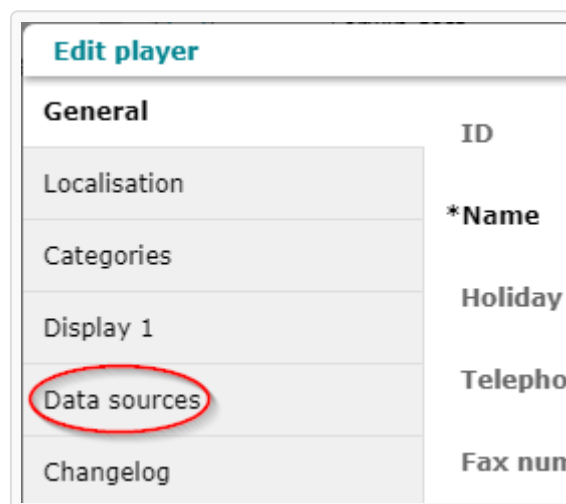 Edit player
General
Localisation
Categories
Display 1
Data sources
Changelog
ID
*Name
Holiday
Telepho
Fax num